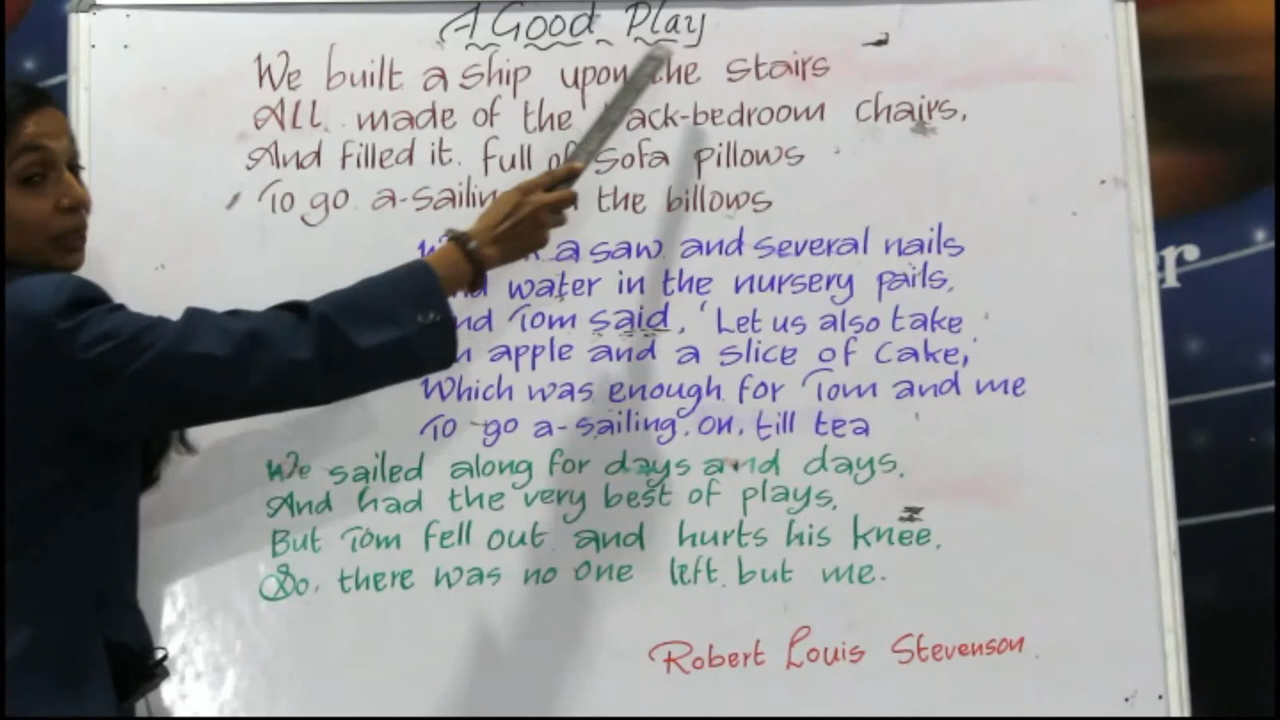 A Good Play
We built a ship upon the stairs
All made of the back-bedroom chairs,
And filled it full of sofa pillows
To go a-sailing the billows
a saw and several nails
water in the nursery pails,
And Tom said, 'Let us also take
apple and a slice of cake,'
Which was enough for Tom and me
To go a-sailing on, till tea
We sailed along for days and days,
And had the very best of plays,
But Tom fell out and hurts his knee,
So, there was no one left but me.
Robert Louis Stevenson.